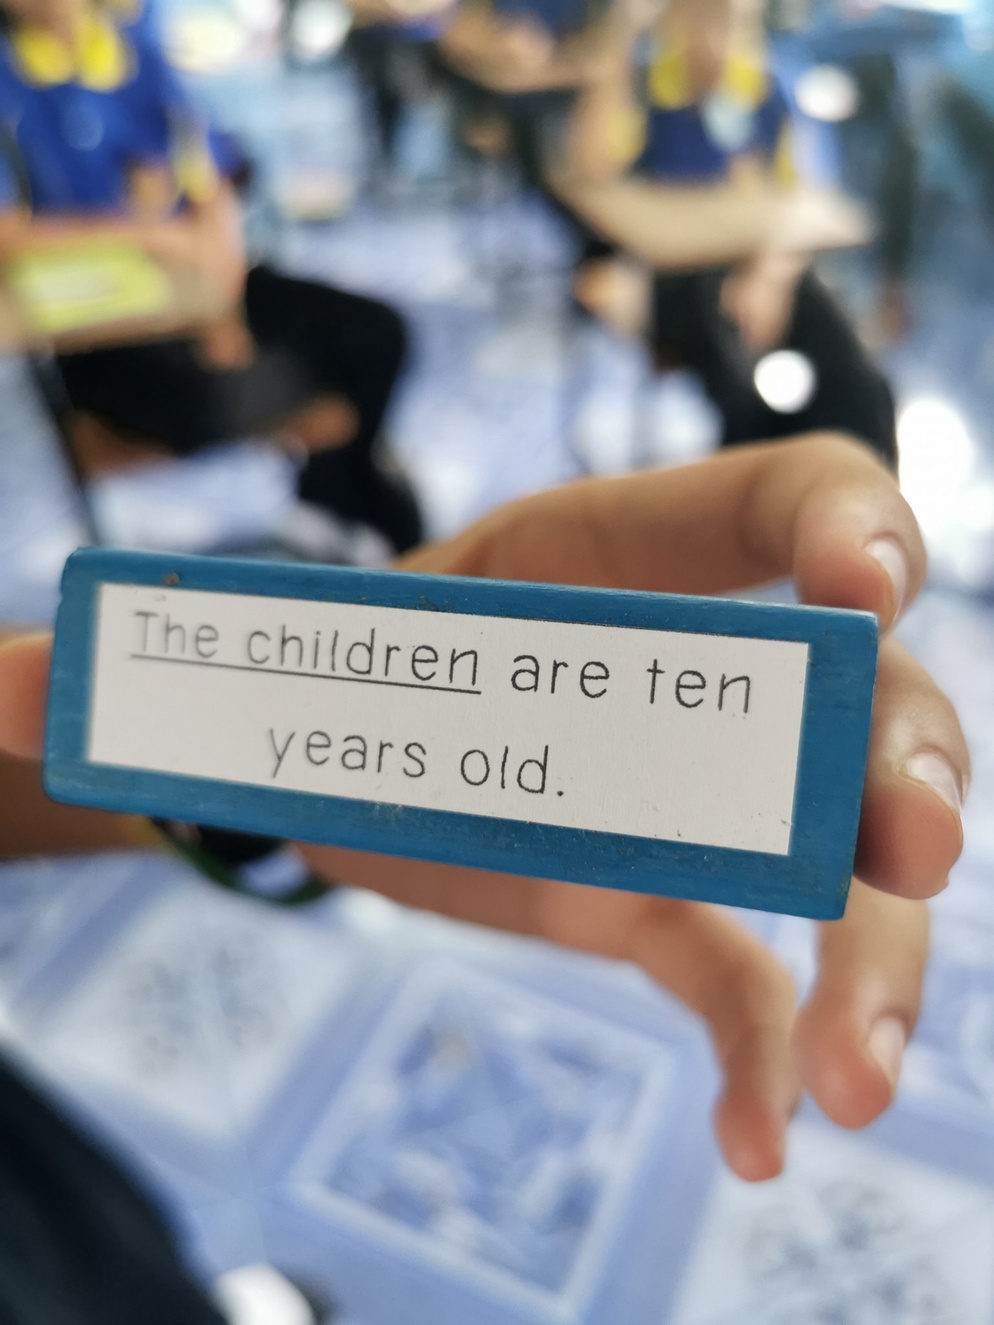 The children are ten
years old.